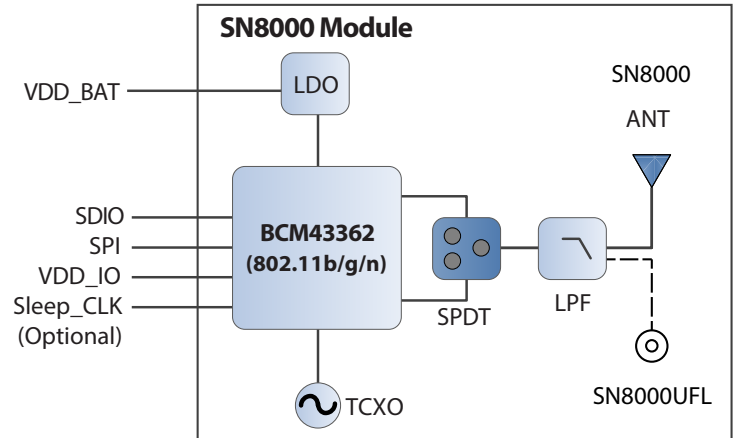 SN8000 Module
LDO
VDD_BAT
SN8000
ANT
SDIO
SPI
VDD_IO
Sleep_CLK
(Optional)
BCM43362
(802.11b/g/n)
SPDT
LPF
TCXO
SN8000UFL